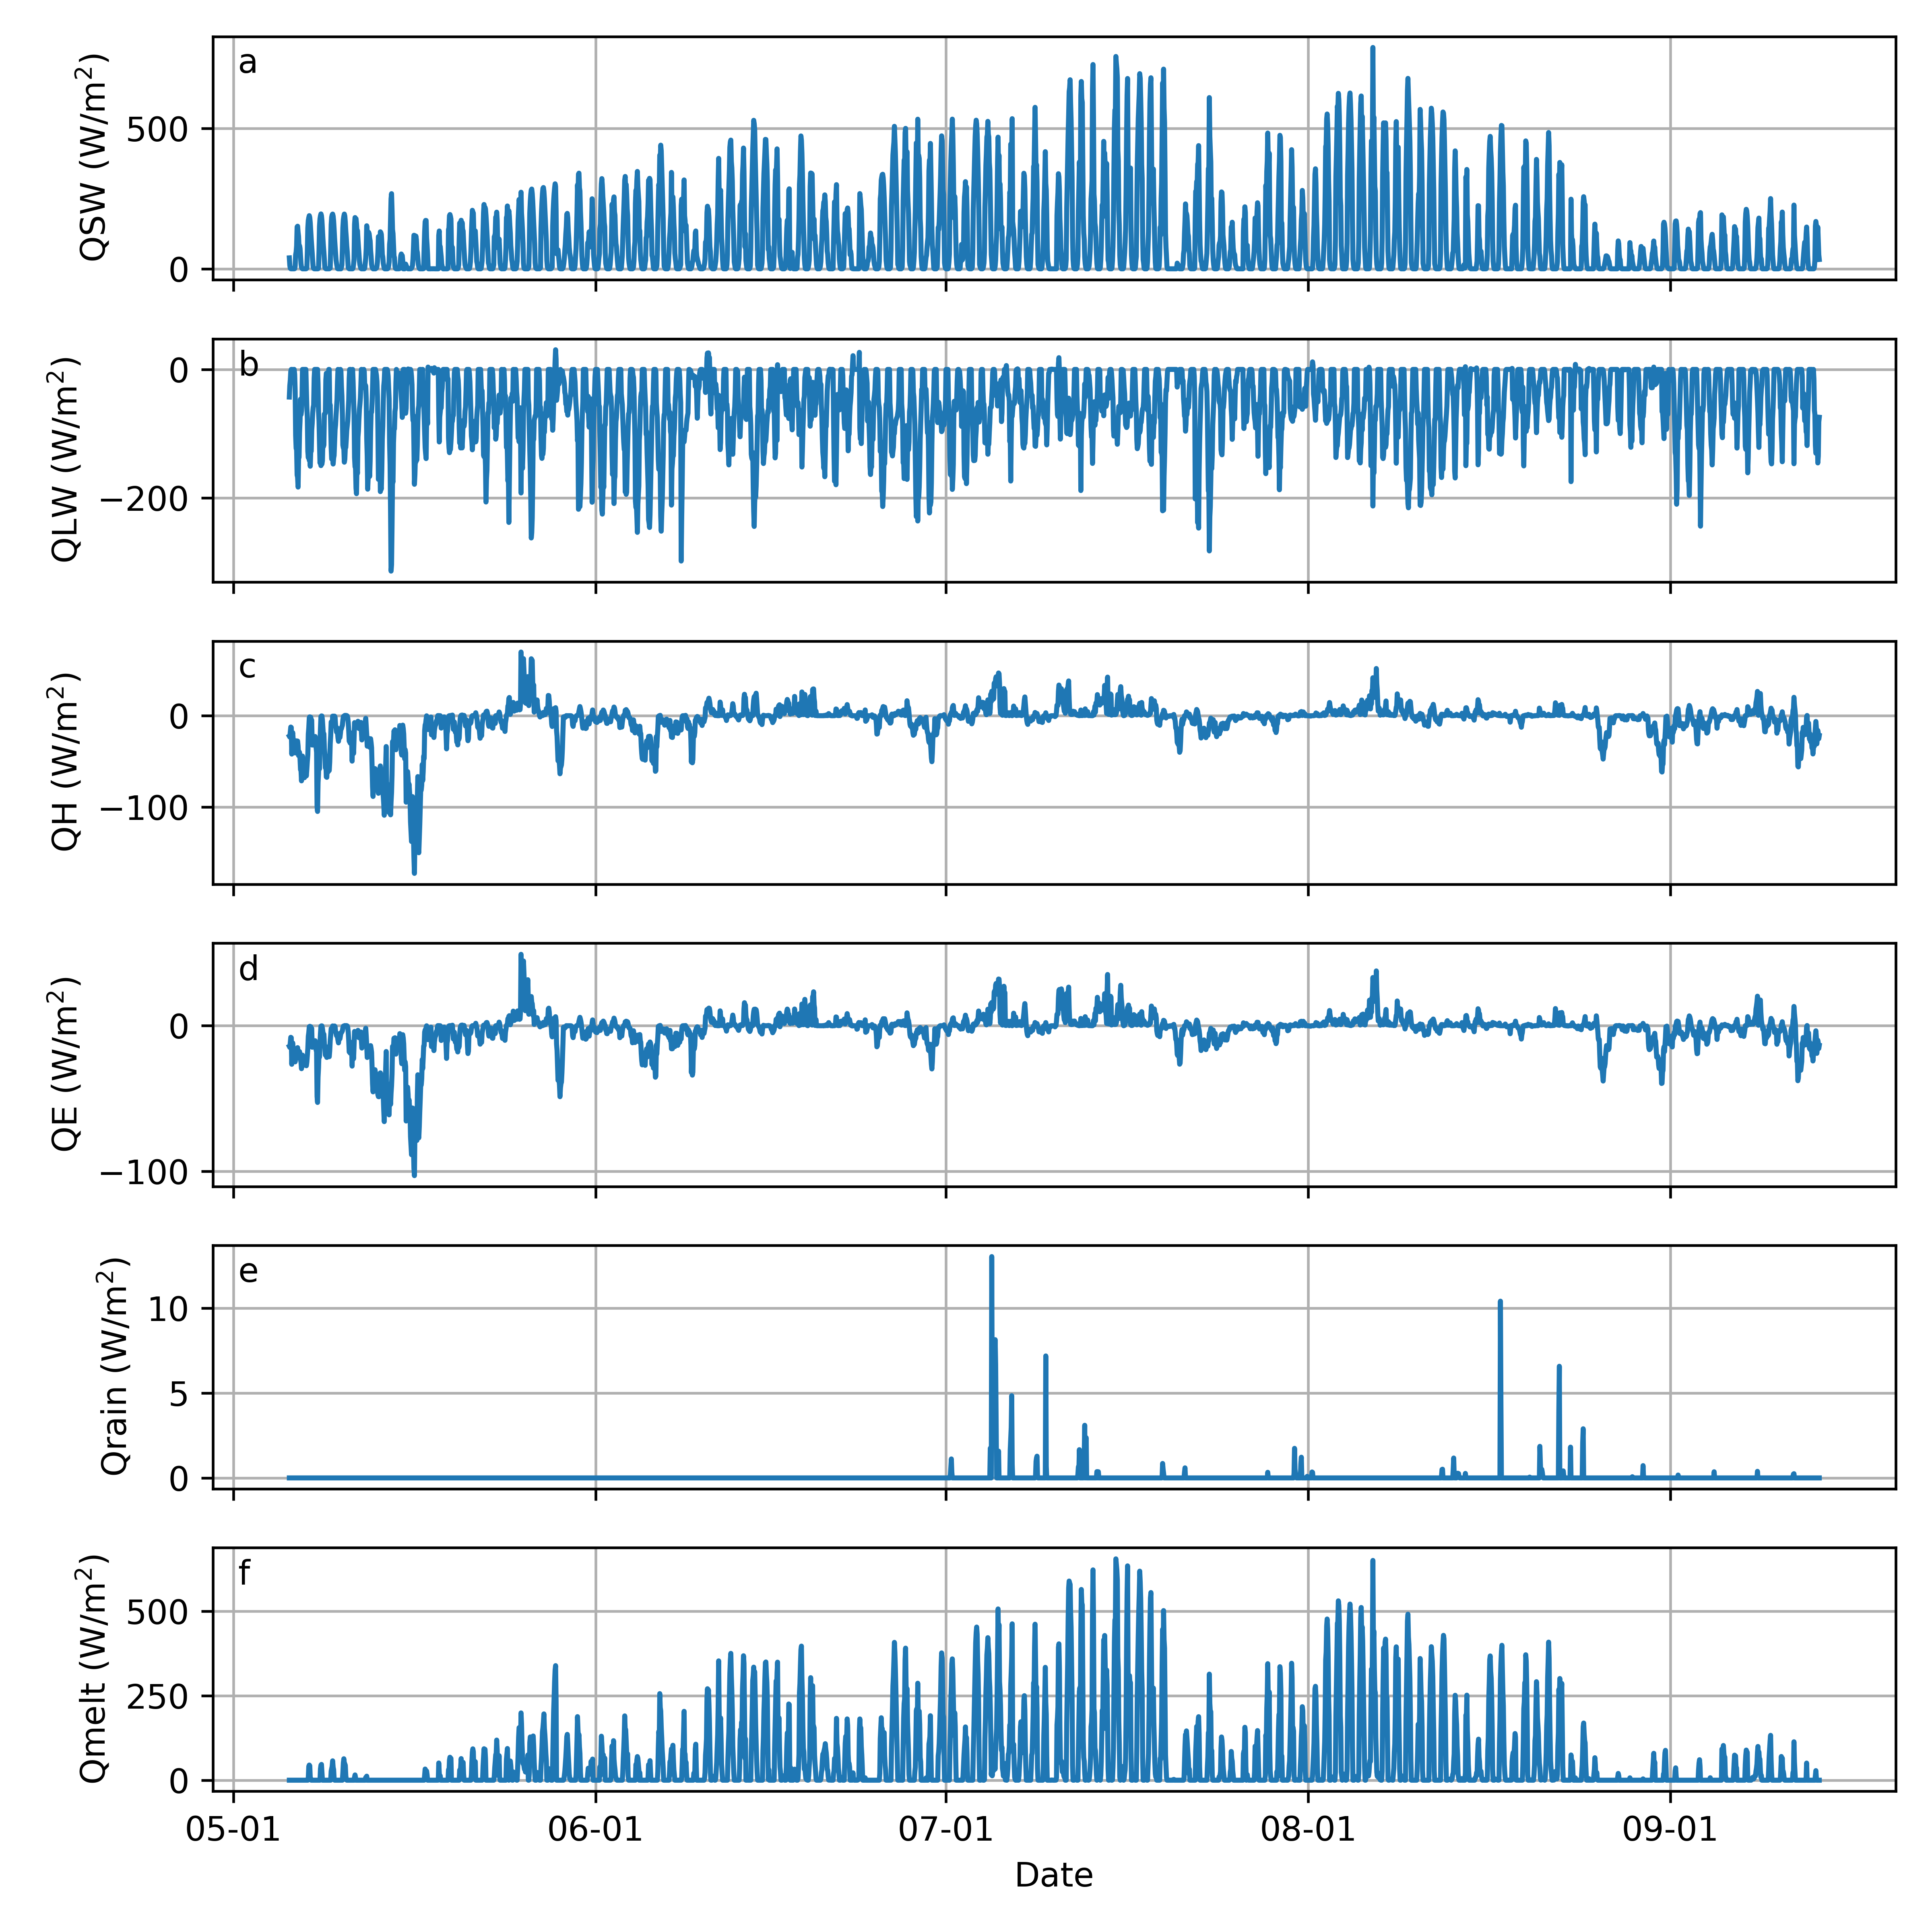 a
QSW (W/m²)
500
0
b
QLW (W/m²)
0
−200
c
QH (W/m²)
0
−100
d
QE (W/m²)
0
−100
e
Qrain (W/m²)
10
5
0
f
Qmelt (W/m²)
500
250
0
05-01 06-01 07-01 08-01 09-01
Date